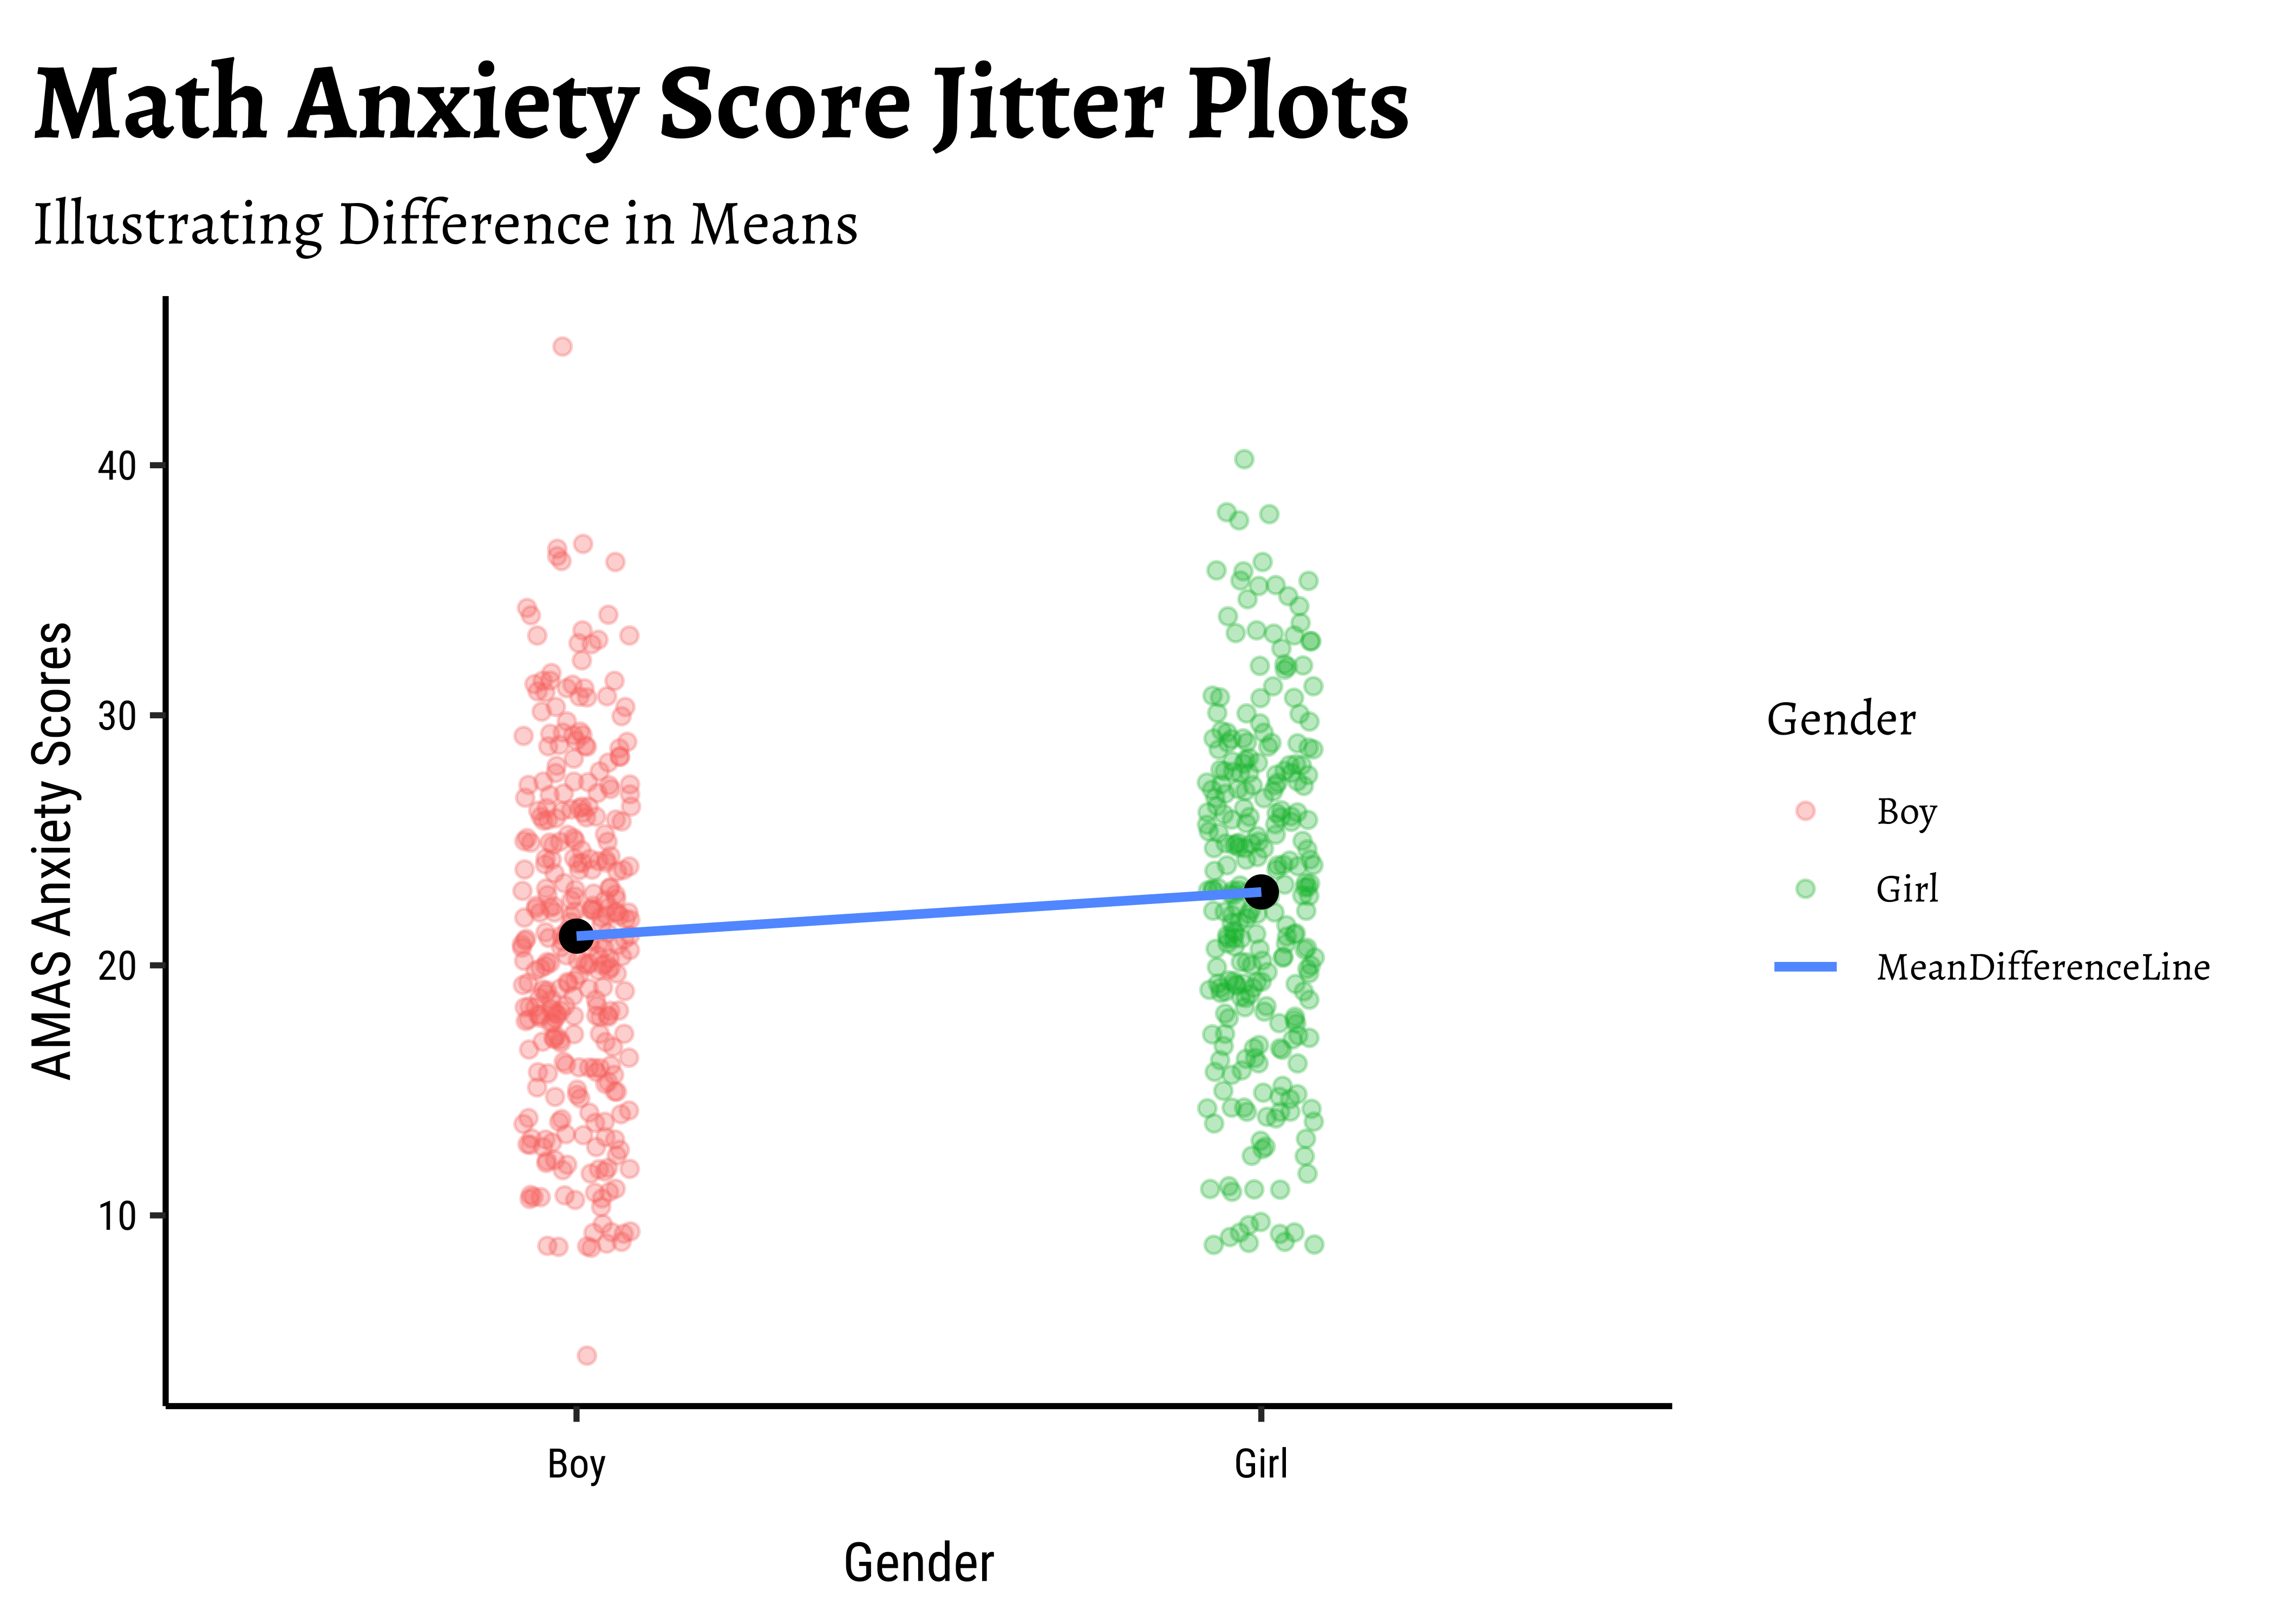 Math Anxiety Score Jitter Plots
Illustrating Difference in Means
AMAS Anxiety Scores
40
30
20
10
Boy
Girl
Gender
Gender
Boy
Girl
MeanDifferenceLine